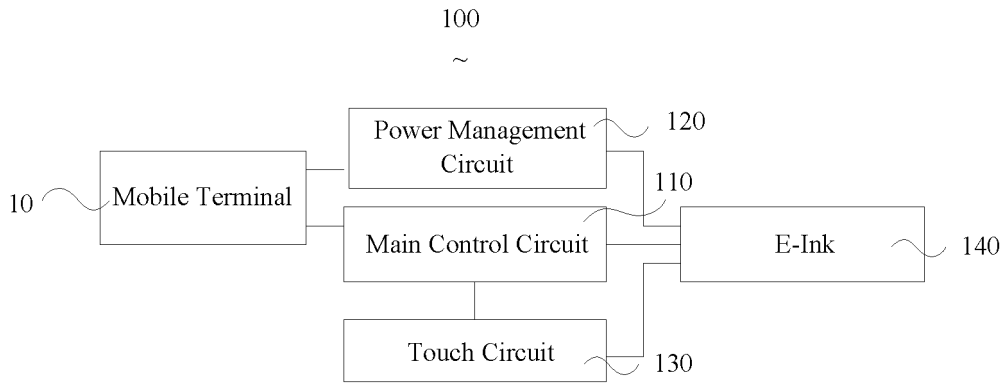 100
~
Power Management
Circuit
120
Mobile Terminal
10
110
Main Control Circuit
E-Ink
140
Touch Circuit
130